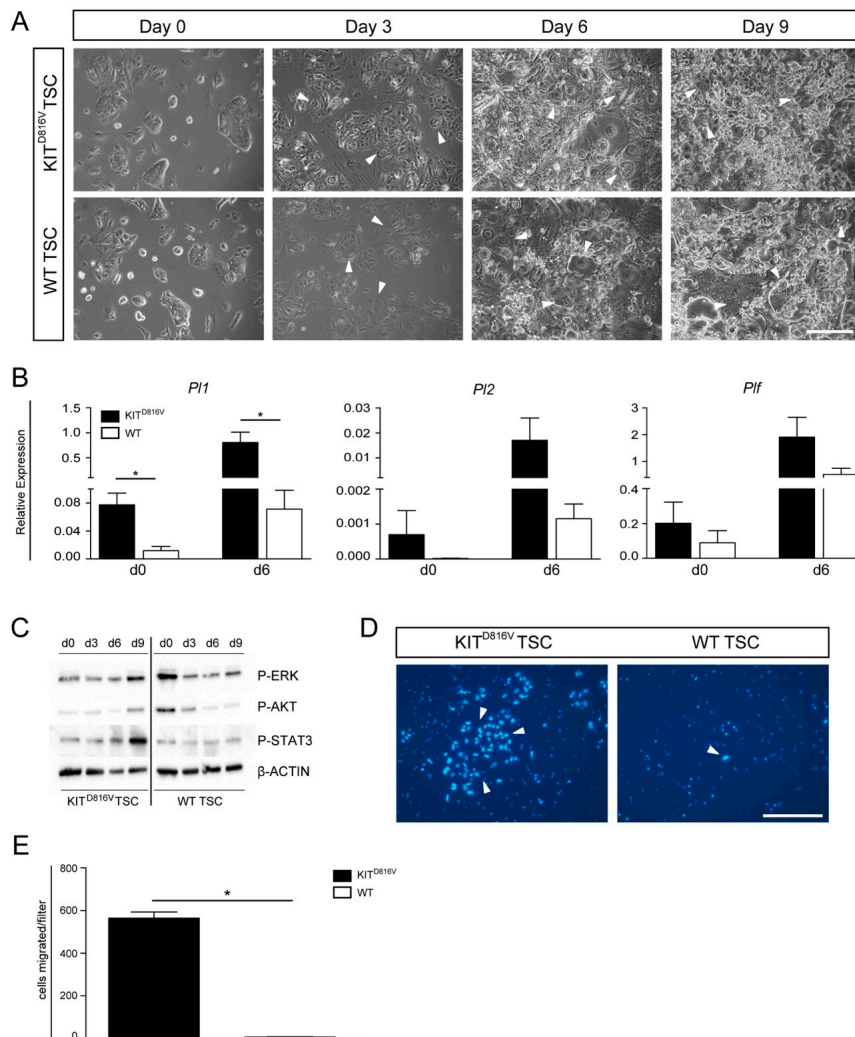 A
Day 0 Day 3 Day 6 Day 9
KIT^D816V TSC
WT TSC
B
Pl1 Pl2 Plf
Relative Expression
KIT^D816V
WT
* *
1.5
1.0
0.5
0.08
0.04
0.00
d0 d6
0.03
0.02
0.01
0.002
0.001
0.000
d0 d6
3
2
1
0.4
0.2
0.0
d0 d6
C
d0 d3 d6 d9 d0 d3 d6 d9
P-ERK
P-AKT
P-STAT3
β-ACTIN
KIT^D816V TSC WT TSC
D
KIT^D816V TSC WT TSC
E
cells migrated/filter
800
600
400
200
0
*
KIT^D816V
WT